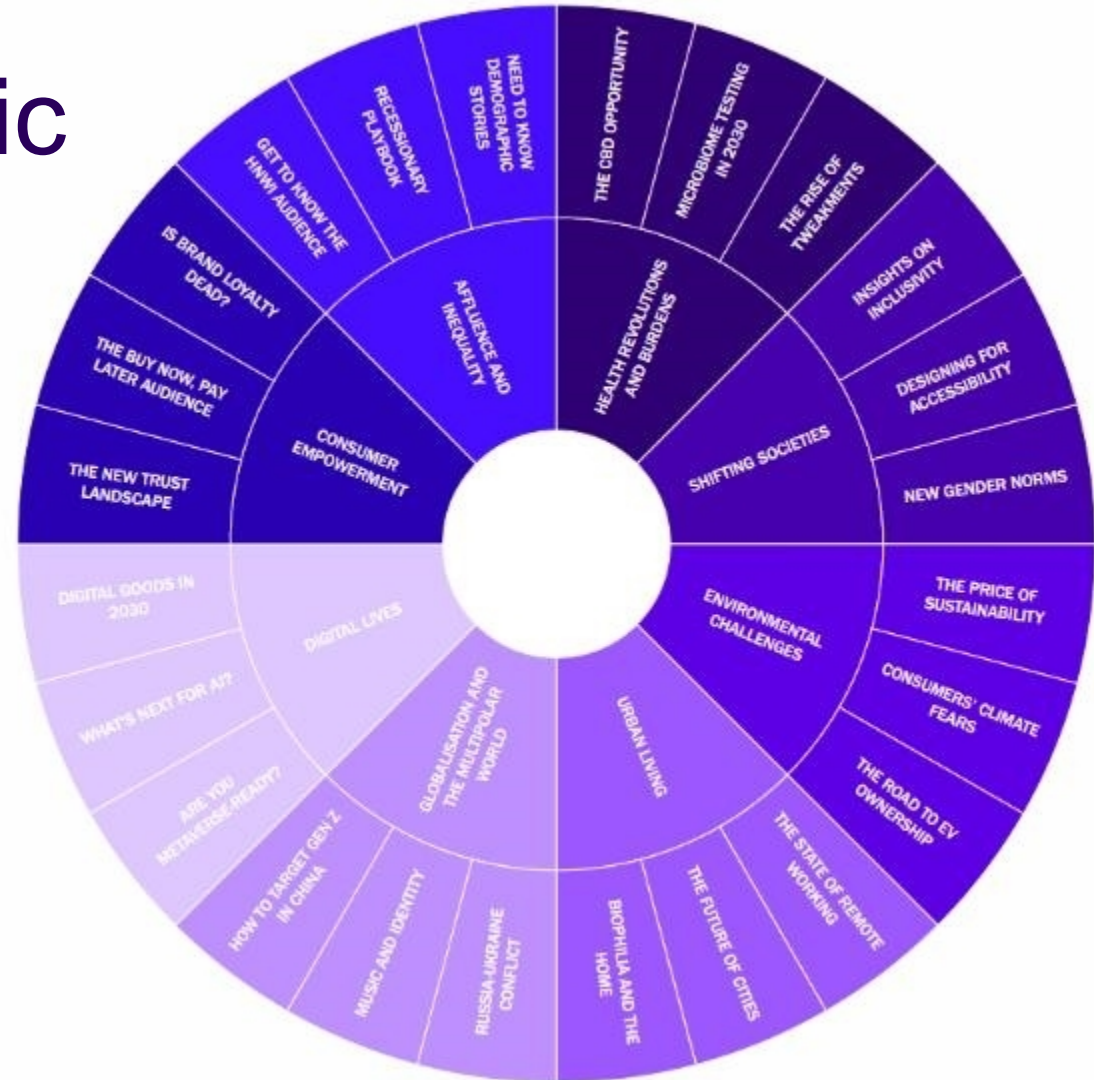 ic
NEED TO KNOW
DEMOGRAPHIC
STORIES
THE CBD OPPORTUNITY
MICROBIOME TESTING
IN 2030
THE RISE OF
TWEAKMENTS
INSIGHTS ON
INCLUSIVITY
DESIGNING FOR
ACCESSIBILITY
NEW GENDER NORMS
THE PRICE OF
SUSTAINABILITY
CONSUMERS' CLIMATE
FEARS
THE ROAD TO EV
OWNERSHIP
THE STATE OF REMOTE
WORKING
THE FUTURE OF CITIES
BIOPHILIA AND THE
HOME
RUSSIA-UKRAINE
CONFLICT
MUSIC AND IDENTITY
HOW TO TARGET GEN Z
IN CHINA
ARE YOU
METAVERSE-READY?
WHAT'S NEXT FOR AI?
DIGITAL GOODS IN
2030
THE NEW TRUST
LANDSCAPE
THE BUY NOW, PAY
LATER AUDIENCE
IS BRAND LOYALTY
DEAD?
GET TO KNOW THE
HNWI AUDIENCE
RECESSIONARY
PLAYBOOK
HEALTH REVOLUTIONS
AND BURDENS
SHIFTING SOCIETIES
ENVIRONMENTAL
CHALLENGES
URBAN LIVING
GLOBALISATION AND
THE MULTIPOLAR
WORLD
DIGITAL LIVES
CONSUMER
EMPOWERMENT
AFFLUENCE AND
INEQUALITY